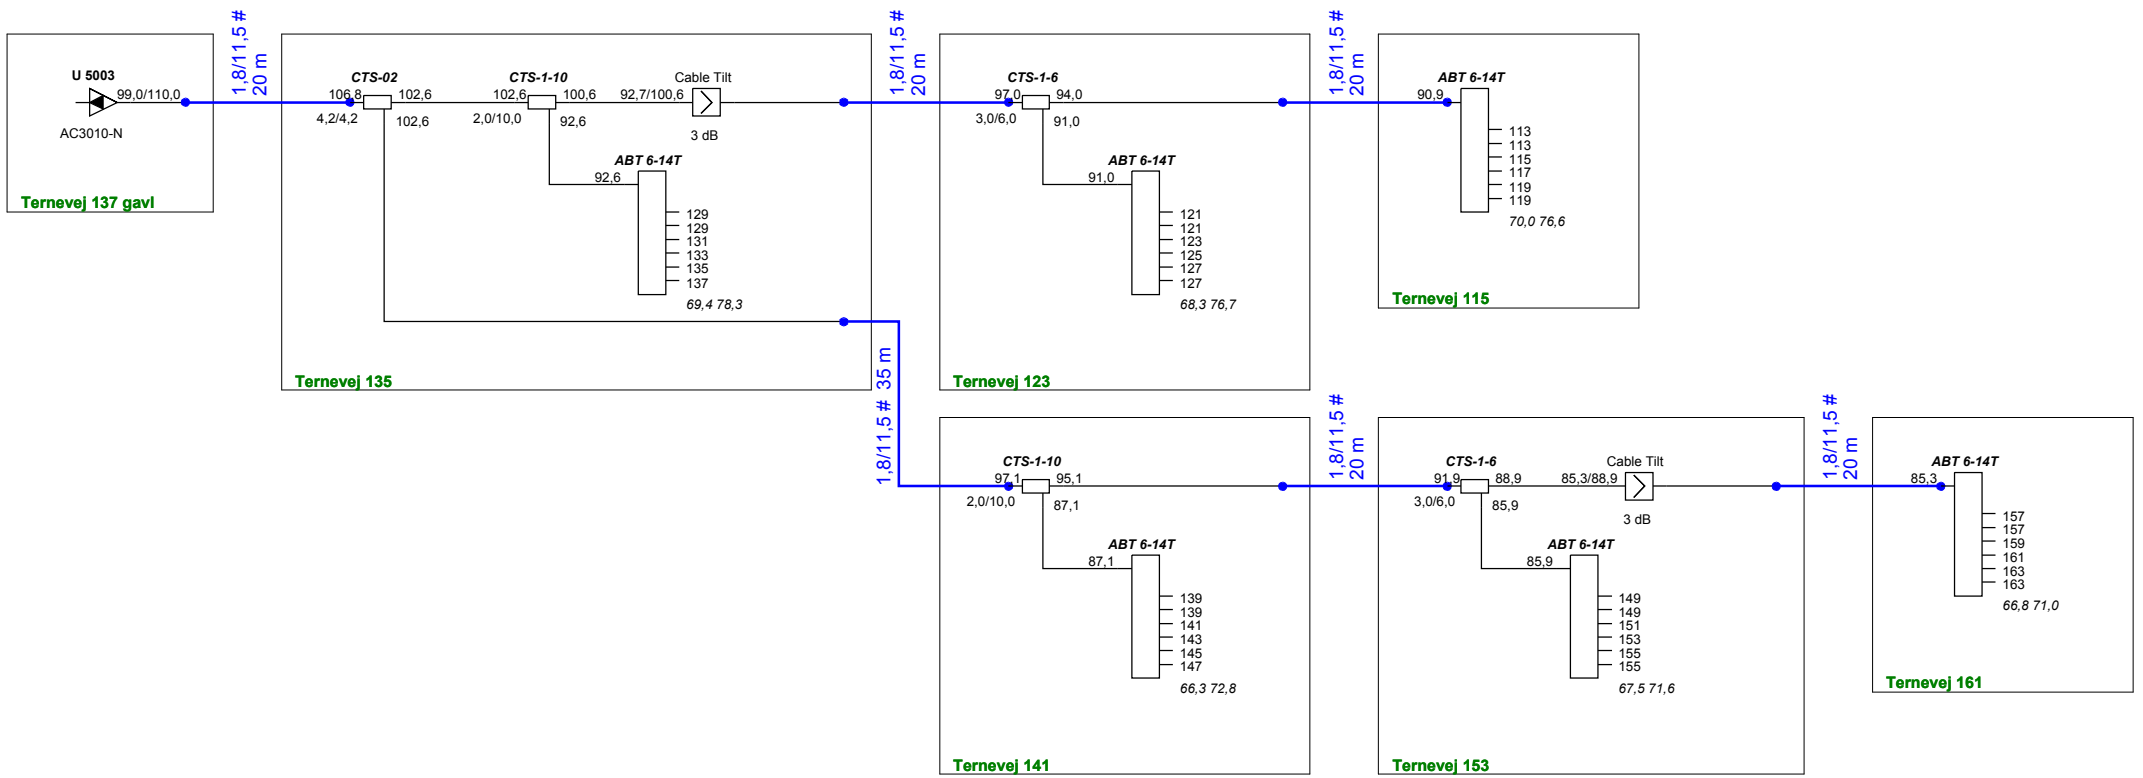 U 5003
99,0/110,0
AC3010-N
Ternevej 137 gavl
1,8/11,5 #
20 m
CTS-02
106,8
102,6
4,2/4,2
102,6
CTS-1-10
102,6
100,6
2,0/10,0
92,6
Cable Tilt
92,7/100,6
3 dB
ABT 6-14T
92,6
129
129
131
133
135
137
69,4 78,3
Ternevej 135
1,8/11,5 #
20 m
CTS-1-6
97,0
94,0
3,0/6,0
91,0
ABT 6-14T
91,0
121
121
123
125
127
127
68,3 76,7
Ternevej 123
1,8/11,5 #
20 m
ABT 6-14T
90,9
113
113
115
117
119
119
70,0 76,6
Ternevej 115
1,8/11,5 # 35 m
CTS-1-10
97,1
95,1
2,0/10,0
87,1
ABT 6-14T
87,1
139
139
141
143
145
147
66,3 72,8
Ternevej 141
1,8/11,5 #
20 m
CTS-1-6
91,9
88,9
3,0/6,0
85,9
Cable Tilt
85,3/88,9
3 dB
ABT 6-14T
85,9
149
149
151
153
155
155
67,5 71,6
Ternevej 153
1,8/11,5 #
20 m
ABT 6-14T
85,3
157
157
159
161
163
163
66,8 71,0
Ternevej 161